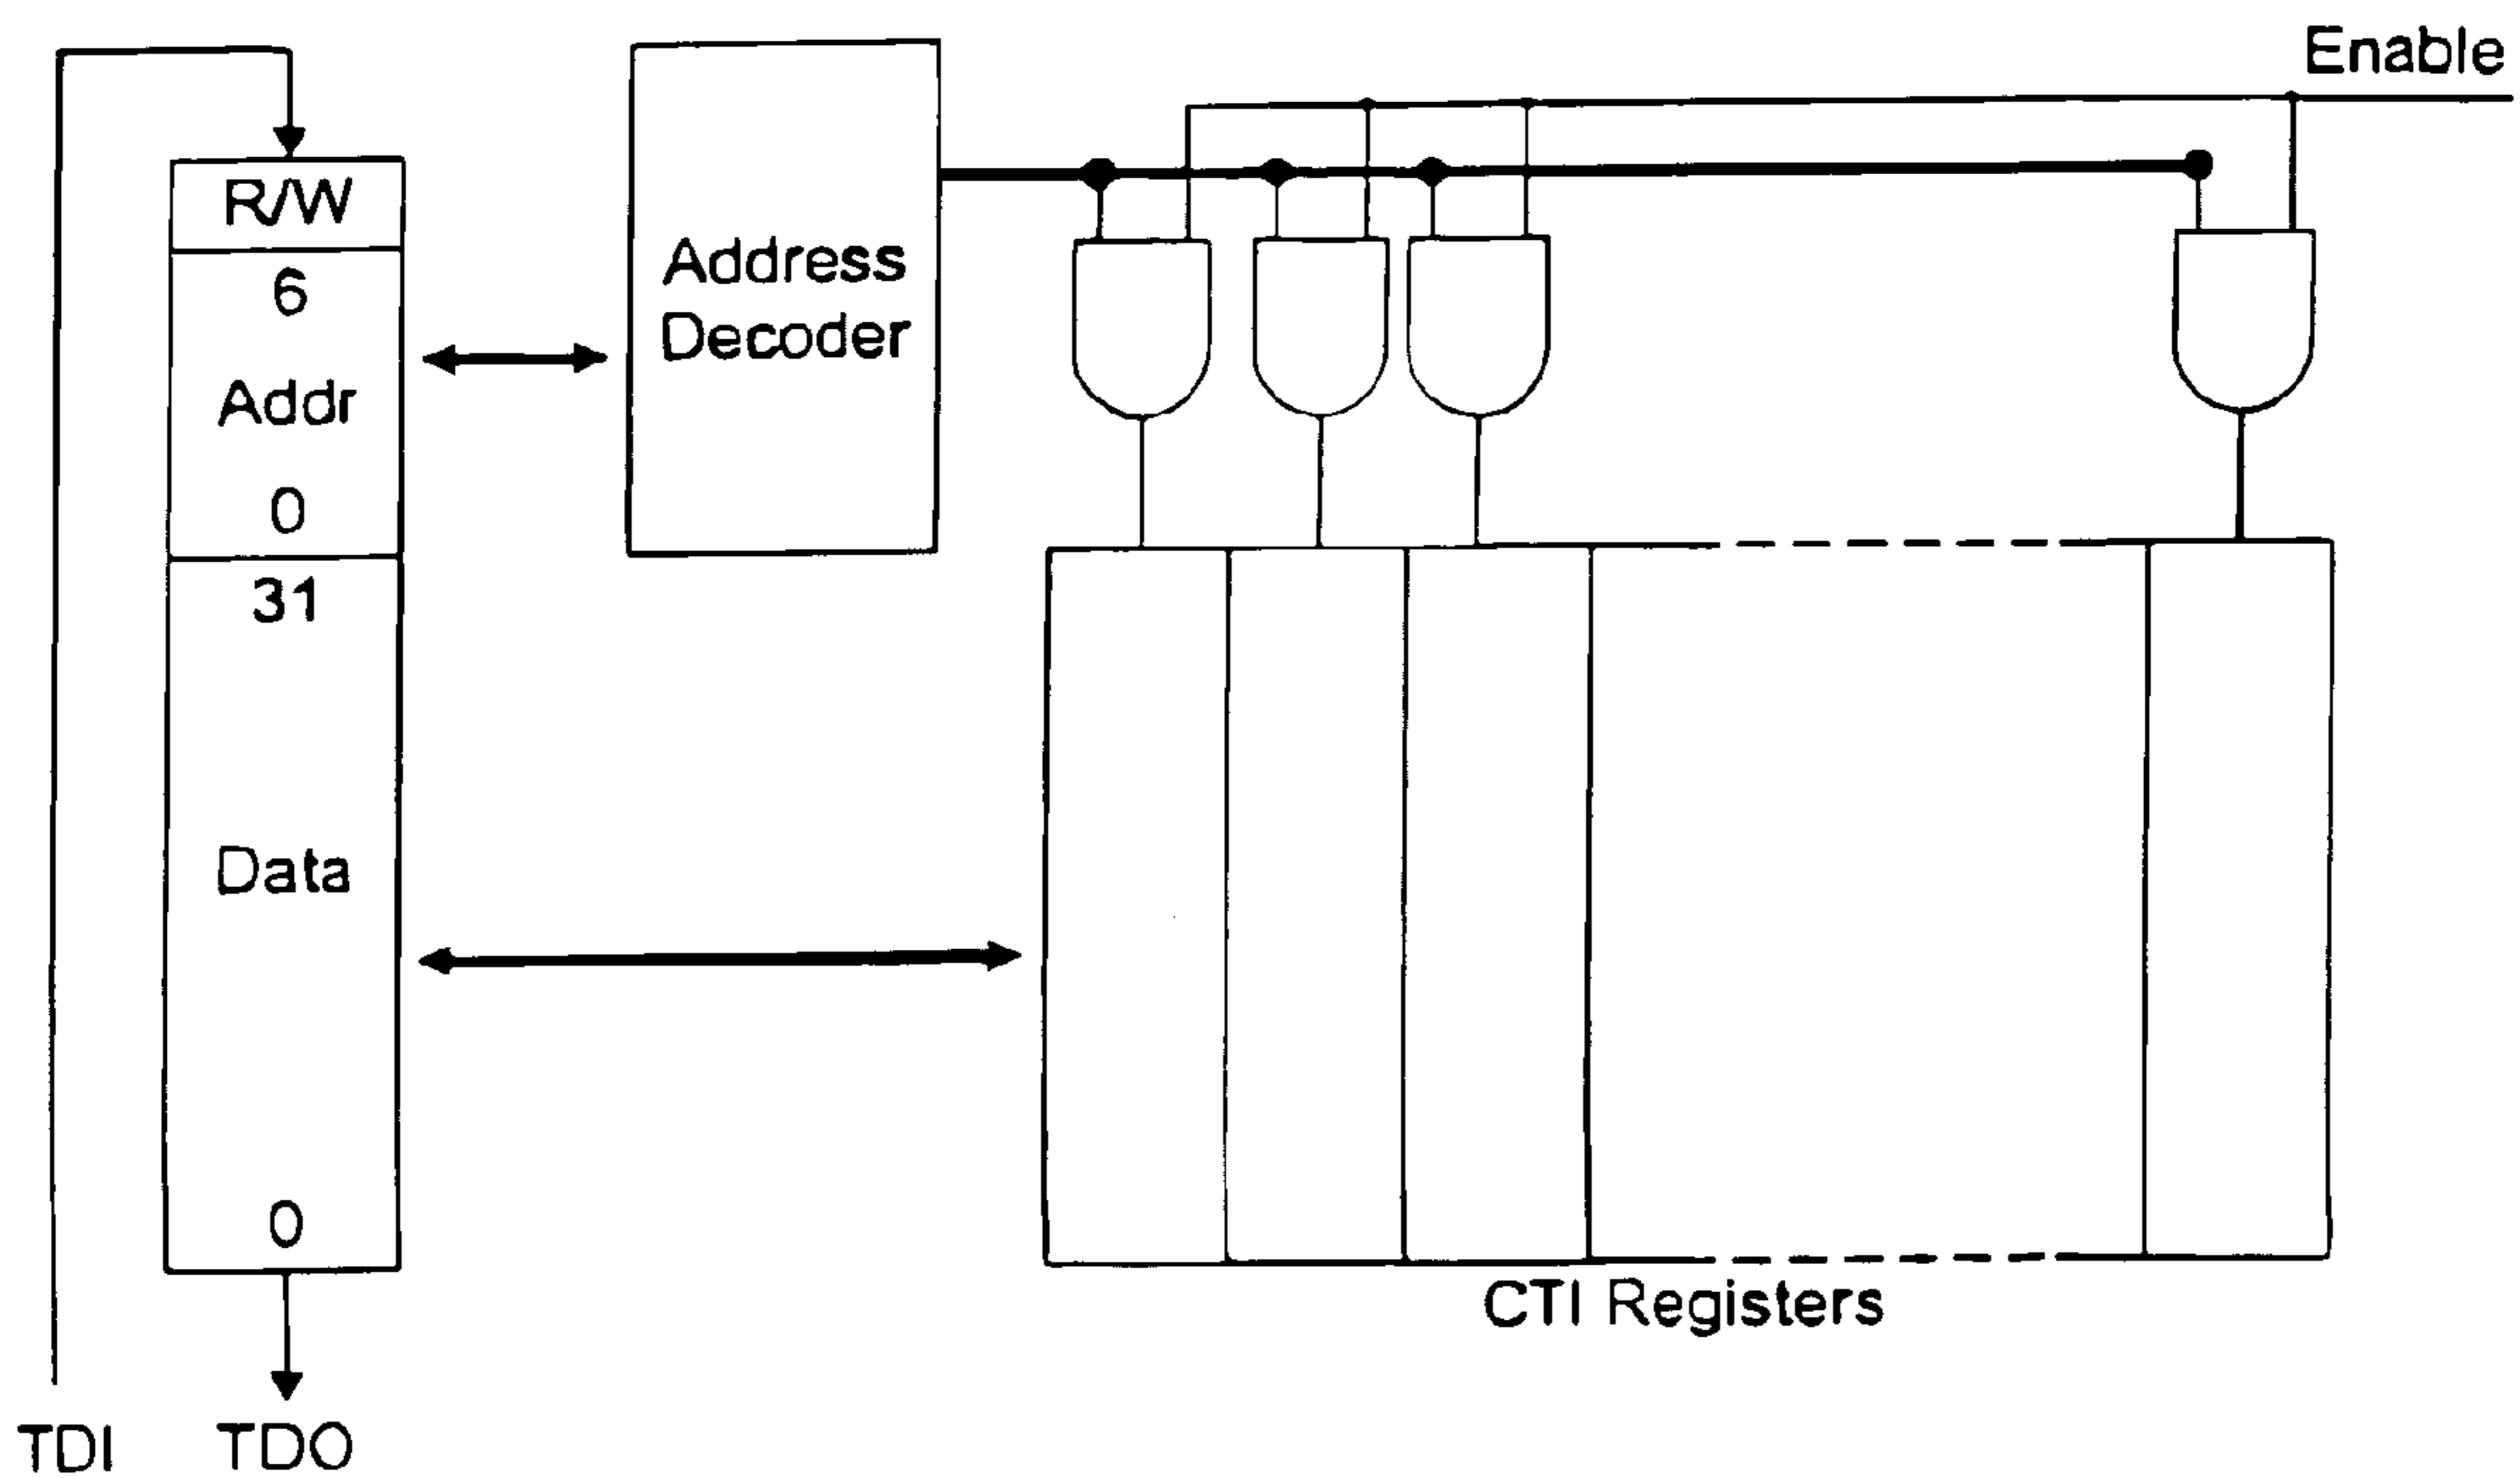 Enable
R/W
6
Addr
0
31
Data
0
Address
Decoder
CTI Registers
TDI
TDO